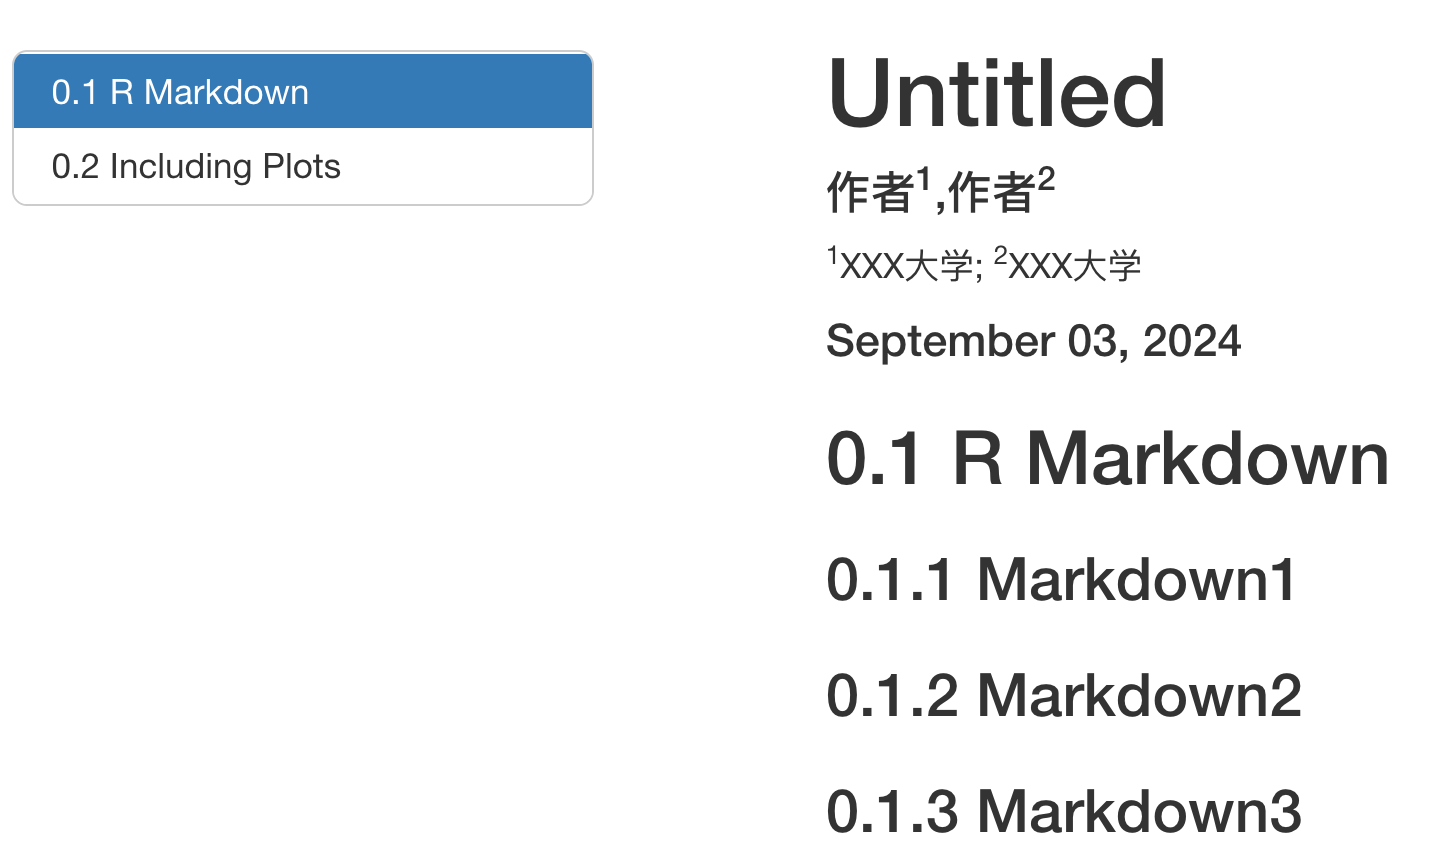 0.1 R Markdown
0.2 Including Plots
Untitled
作者¹,作者²
¹XXX大学; ²XXX大学
September 03, 2024
0.1 R Markdown
0.1.1 Markdown1
0.1.2 Markdown2
0.1.3 Markdown3